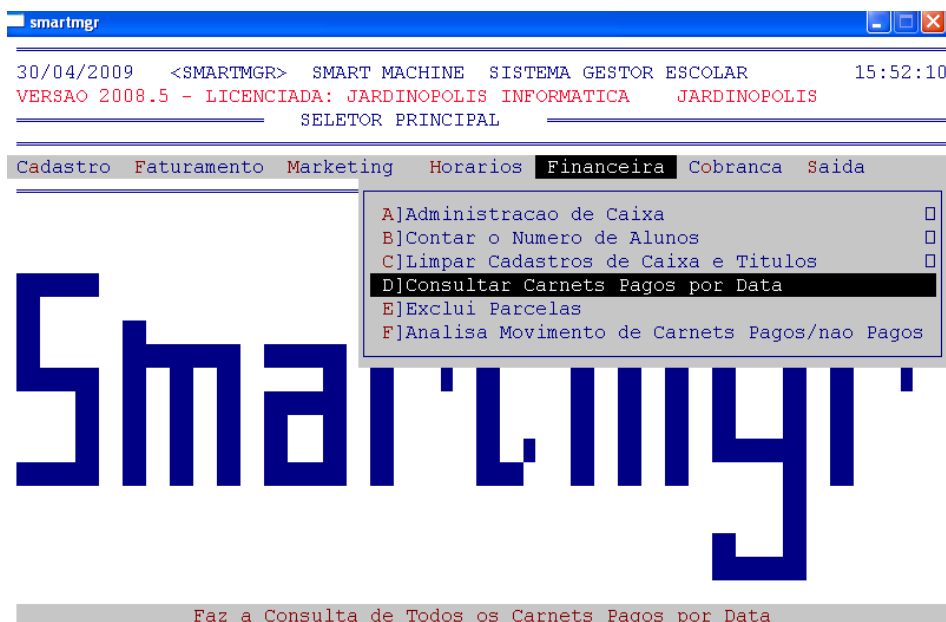 smartmgr
30/04/2009 <SMARTMGR> SMART MACHINE SISTEMA GESTOR ESCOLAR 15:52:10
VERSAO 2008.5 - LICENCIADA: JARDINOPOLIS INFORMATICA JARDINOPOLIS
SELETOR PRINCIPAL
Cadastro Faturamento Marketing Horarios Financeira Cobranca Saida
A]Administracao de Caixa
B]Contar o Numero de Alunos
C]Limpar Cadastros de Caixa e Titulos
D]Consultar Carnets Pagos por Data
E]Exclui Parcelas
F]Analisa Movimento de Carnets Pagos/nao Pagos
Smartmgr
Faz a Consulta de Todos os Carnets Pagos por Data